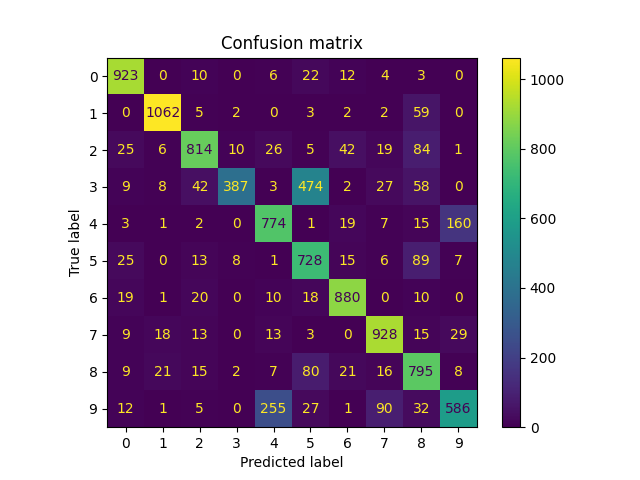 Confusion matrix
0 923 0 10 0 6 22 12 4 3 0
1 0 1062 5 2 0 3 2 2 59 0
2 25 6 814 10 26 5 42 19 84 1
3 9 8 42 387 3 474 2 27 58 0
4 3 1 2 0 774 1 19 7 15 160
5 25 0 13 8 1 728 15 6 89 7
6 19 1 20 0 10 18 880 0 10 0
7 9 18 13 0 13 3 0 928 15 29
8 9 21 15 2 7 80 21 16 795 8
9 12 1 5 0 255 27 1 90 32 586
0 1 2 3 4 5 6 7 8 9
Predicted label
True label
1000
800
600
400
200
0